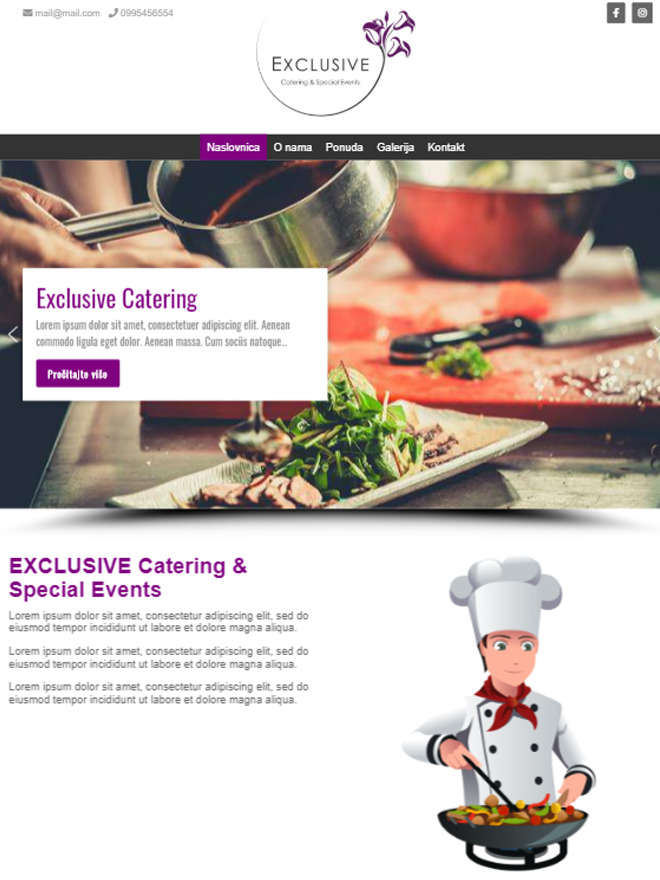 mail@mail.com 0995456554
EXCLUSIVE
Catering & Special Events
Naslovnica O nama Ponuda Galerija Kontakt
Exclusive Catering
Lorem ipsum dolor sit amet, consectetuer adipiscing elit. Aenean
commodo ligula eget dolor. Aenean massa. Cum sociis natoque...
Pročitajte više
EXCLUSIVE Catering &
Special Events
Lorem ipsum dolor sit amet, consectetur adipiscing elit, sed do
eiusmod tempor incididunt ut labore et dolore magna aliqua.
Lorem ipsum dolor sit amet, consectetur adipiscing elit, sed do
eiusmod tempor incididunt ut labore et dolore magna aliqua.
Lorem ipsum dolor sit amet, consectetur adipiscing elit, sed do
eiusmod tempor incididunt ut labore et dolore magna aliqua.